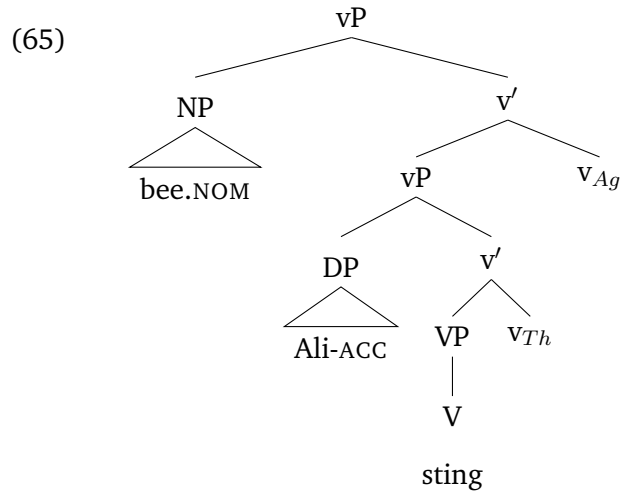 (65)
vP
NP
v′
bee.NOM
vP
v_Ag
DP
v′
Ali-ACC
VP
v_Th
V
sting